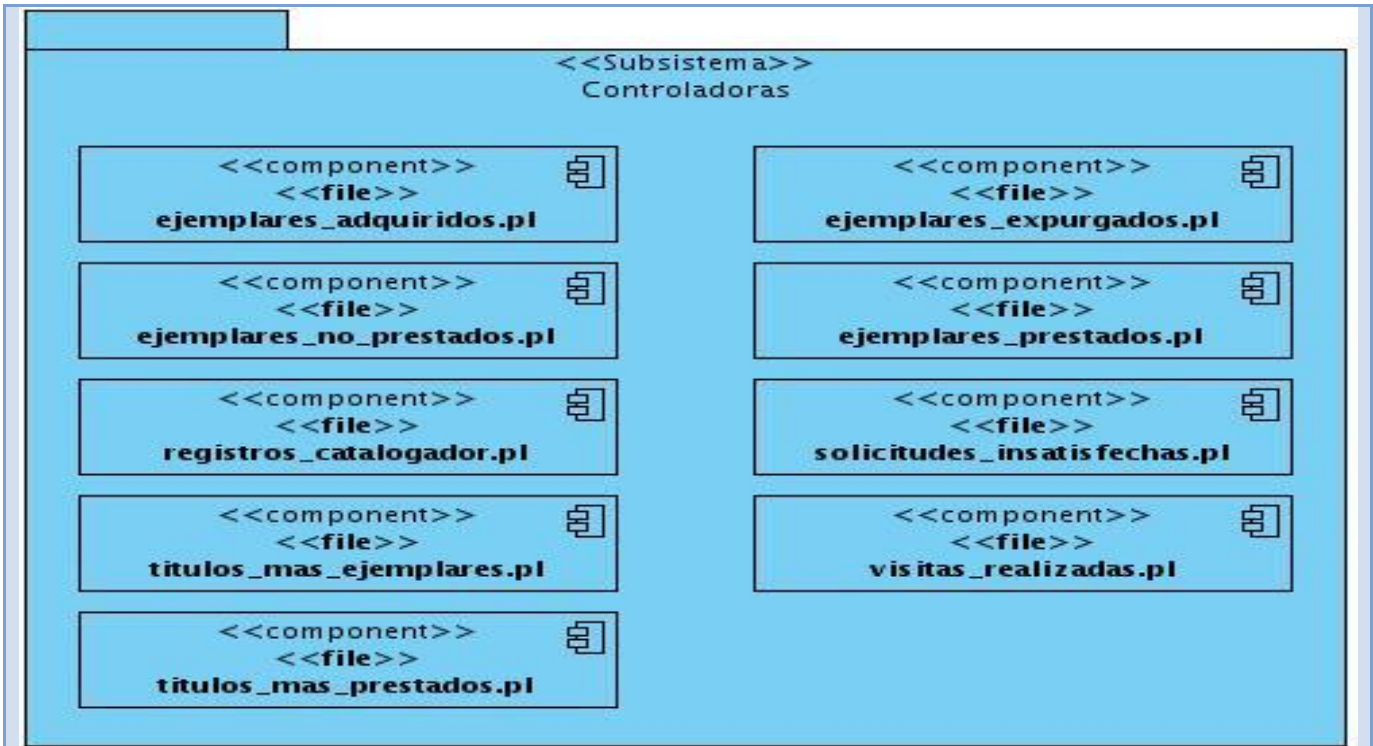 <<Subsistema>>
Controladoras
<<component>>
<<file>>
ejemplares_adquiridos.pl
<<component>>
<<file>>
ejemplares_expurgados.pl
<<component>>
<<file>>
ejemplares_no_prestados.pl
<<component>>
<<file>>
ejemplares_prestados.pl
<<component>>
<<file>>
registros_catalogador.pl
<<component>>
<<file>>
solicitudes_insatisfechas.pl
<<component>>
<<file>>
titulos_mas_ejemplares.pl
<<component>>
<<file>>
visitas_realizadas.pl
<<component>>
<<file>>
titulos_mas_prestados.pl